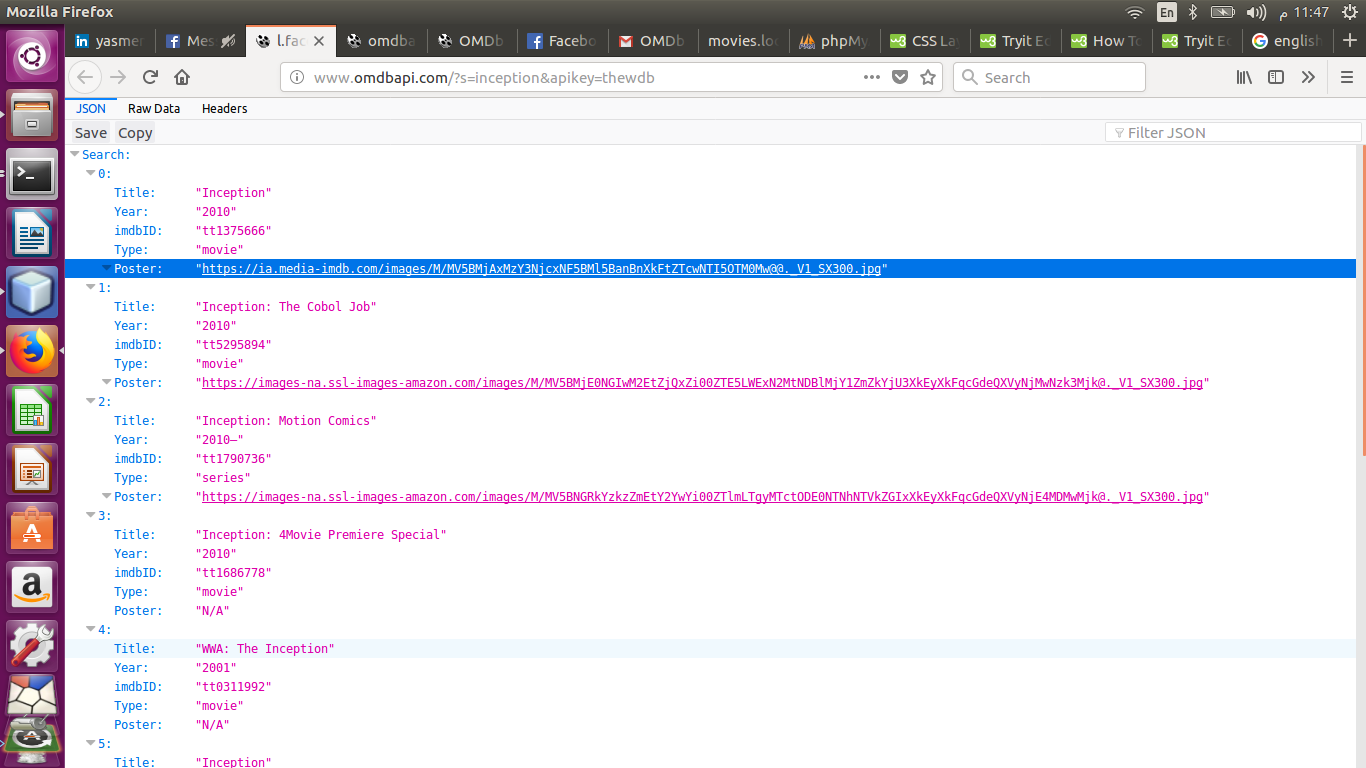 Mozilla Firefox
En
11:47 م
yasmer
Mes
l.fac
omdba
OMDb
Facebo
OMDb
movies.loc
phpMy
CSS Lay
Tryit Ed
How To
Tryit Ed
english
www.omdbapi.com/?s=inception&apikey=thewdb
Search
JSON
Raw Data
Headers
Save
Copy
Filter JSON
Search:
0:
Title: "Inception"
Year: "2010"
imdbID: "tt1375666"
Type: "movie"
Poster: "https://ia.media-imdb.com/images/M/MV5BMjAxMzY3NjcxNF5BMl5BanBnXkFtZTcwNTI5OTM0Mw@@._V1_SX300.jpg"
1:
Title: "Inception: The Cobol Job"
Year: "2010"
imdbID: "tt5295894"
Type: "movie"
Poster: "https://images-na.ssl-images-amazon.com/images/M/MV5BMjE0NGIwM2EtZjQxZi00ZTE5LWExN2MtNDBlMjY1ZmZkYjU3XkEyXkFqcGdeQXVyNjMwNzk3Mjk@._V1_SX300.jpg"
2:
Title: "Inception: Motion Comics"
Year: "2010–"
imdbID: "tt1790736"
Type: "series"
Poster: "https://images-na.ssl-images-amazon.com/images/M/MV5BNGRkYzkzZmEtY2YwYi00ZTlmLTgyMTctODE0NTNhNTVkZGIxXkEyXkFqcGdeQXVyNjE4MDMwMjk@._V1_SX300.jpg"
3:
Title: "Inception: 4Movie Premiere Special"
Year: "2010"
imdbID: "tt1686778"
Type: "movie"
Poster: "N/A"
4:
Title: "WWA: The Inception"
Year: "2001"
imdbID: "tt0311992"
Type: "movie"
Poster: "N/A"
5:
Title: "Inception"